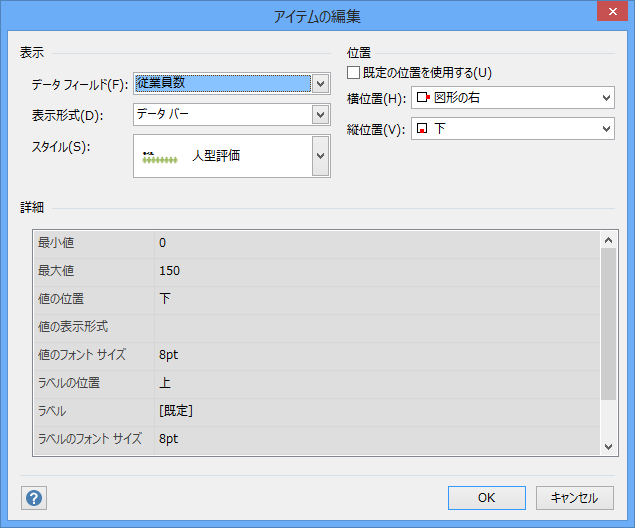 アイテムの編集
表示
データ フィールド(F): 従業員数
表示形式(D): データ バー
スタイル(S): 人型評価
位置
既定の位置を使用する(U)
横位置(H): 図形の右
縦位置(V): 下
詳細
最小値 0
最大値 150
値の位置 下
値の表示形式
値のフォント サイズ 8pt
ラベルの位置 上
ラベル [既定]
ラベルのフォント サイズ 8pt
OK キャンセル